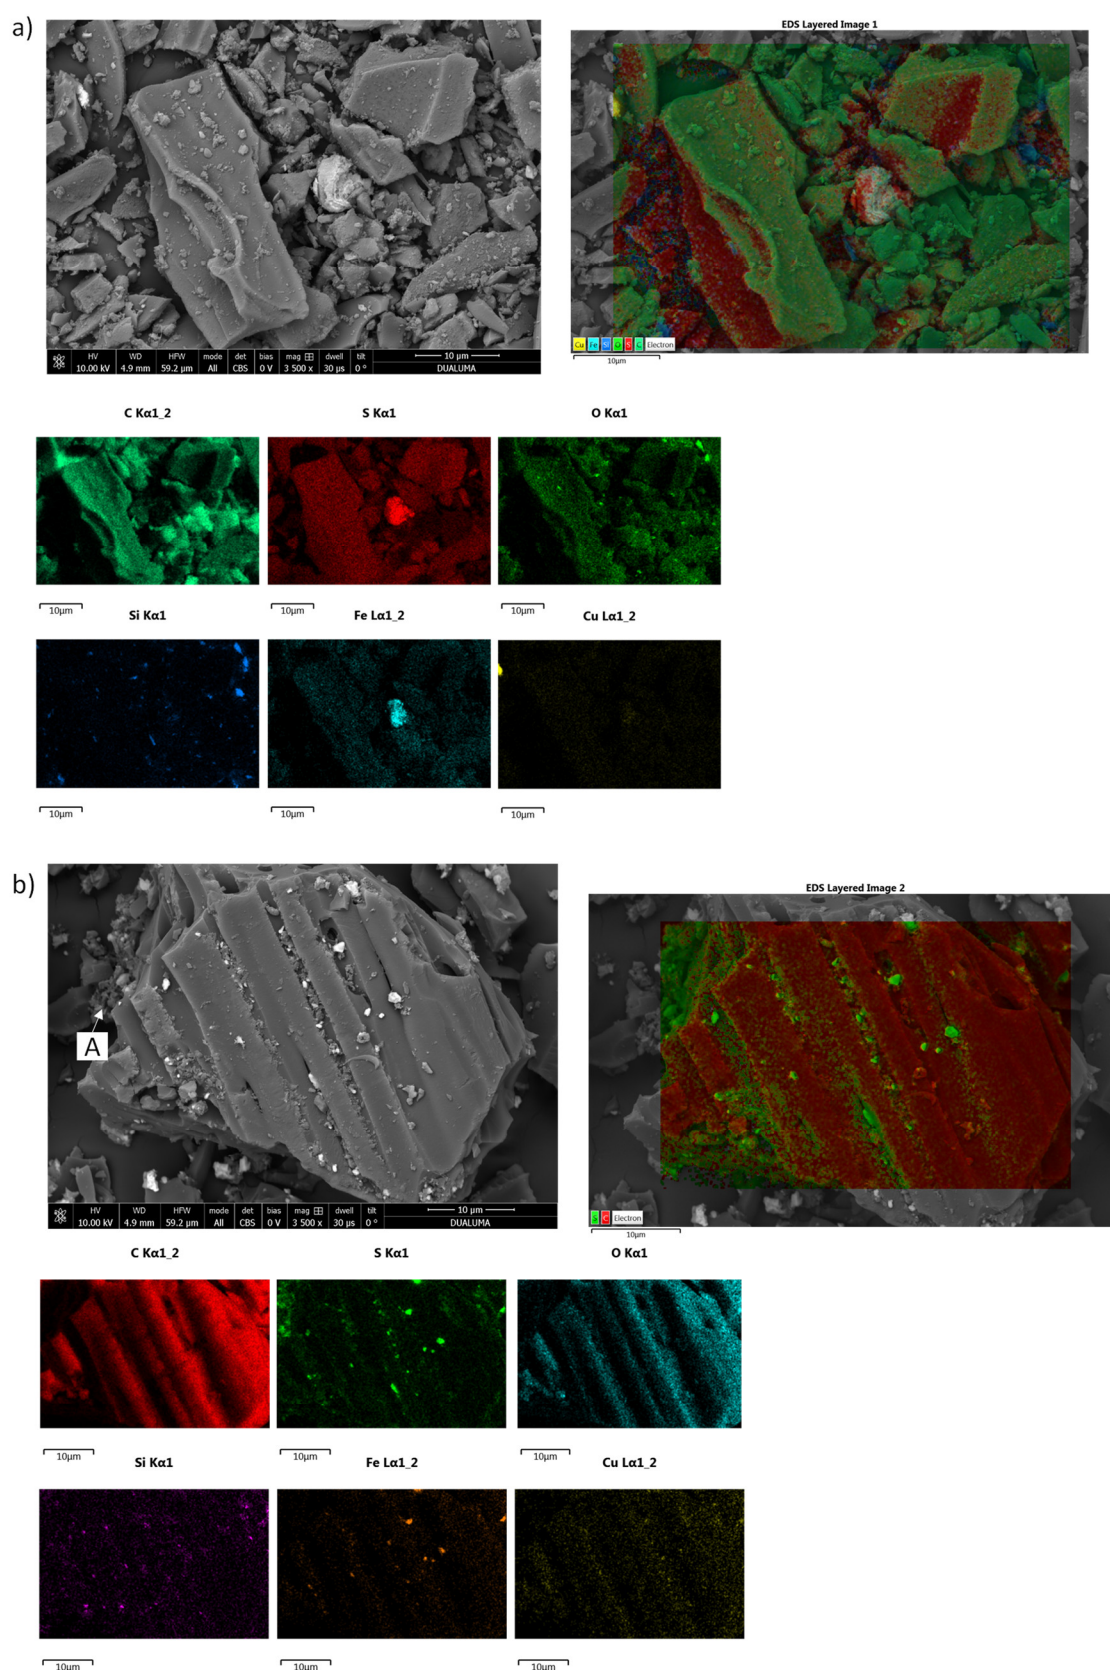 a)
EDS Layered Image 1
HV WD HFW mode det bias mag dwell tilt 10 µm
10.00 kV 4.9 mm 59.2 µm All CBS 0 V 3 500 x 30 µs 0 ° DUALUMA
Cu Fe Si O S C Electron
10µm
C Kα1_2 S Kα1 O Kα1
10µm 10µm 10µm
Si Kα1 Fe Lα1_2 Cu Lα1_2
10µm 10µm 10µm
b)
EDS Layered Image 2
A
HV WD HFW mode det bias mag dwell tilt 10 µm
10.00 kV 4.9 mm 59.2 µm All CBS 0 V 3 500 x 30 µs 0 ° DUALUMA
S C Electron
10µm
C Kα1_2 S Kα1 O Kα1
10µm 10µm 10µm
Si Kα1 Fe Lα1_2 Cu Lα1_2
10µm 10µm 10µm